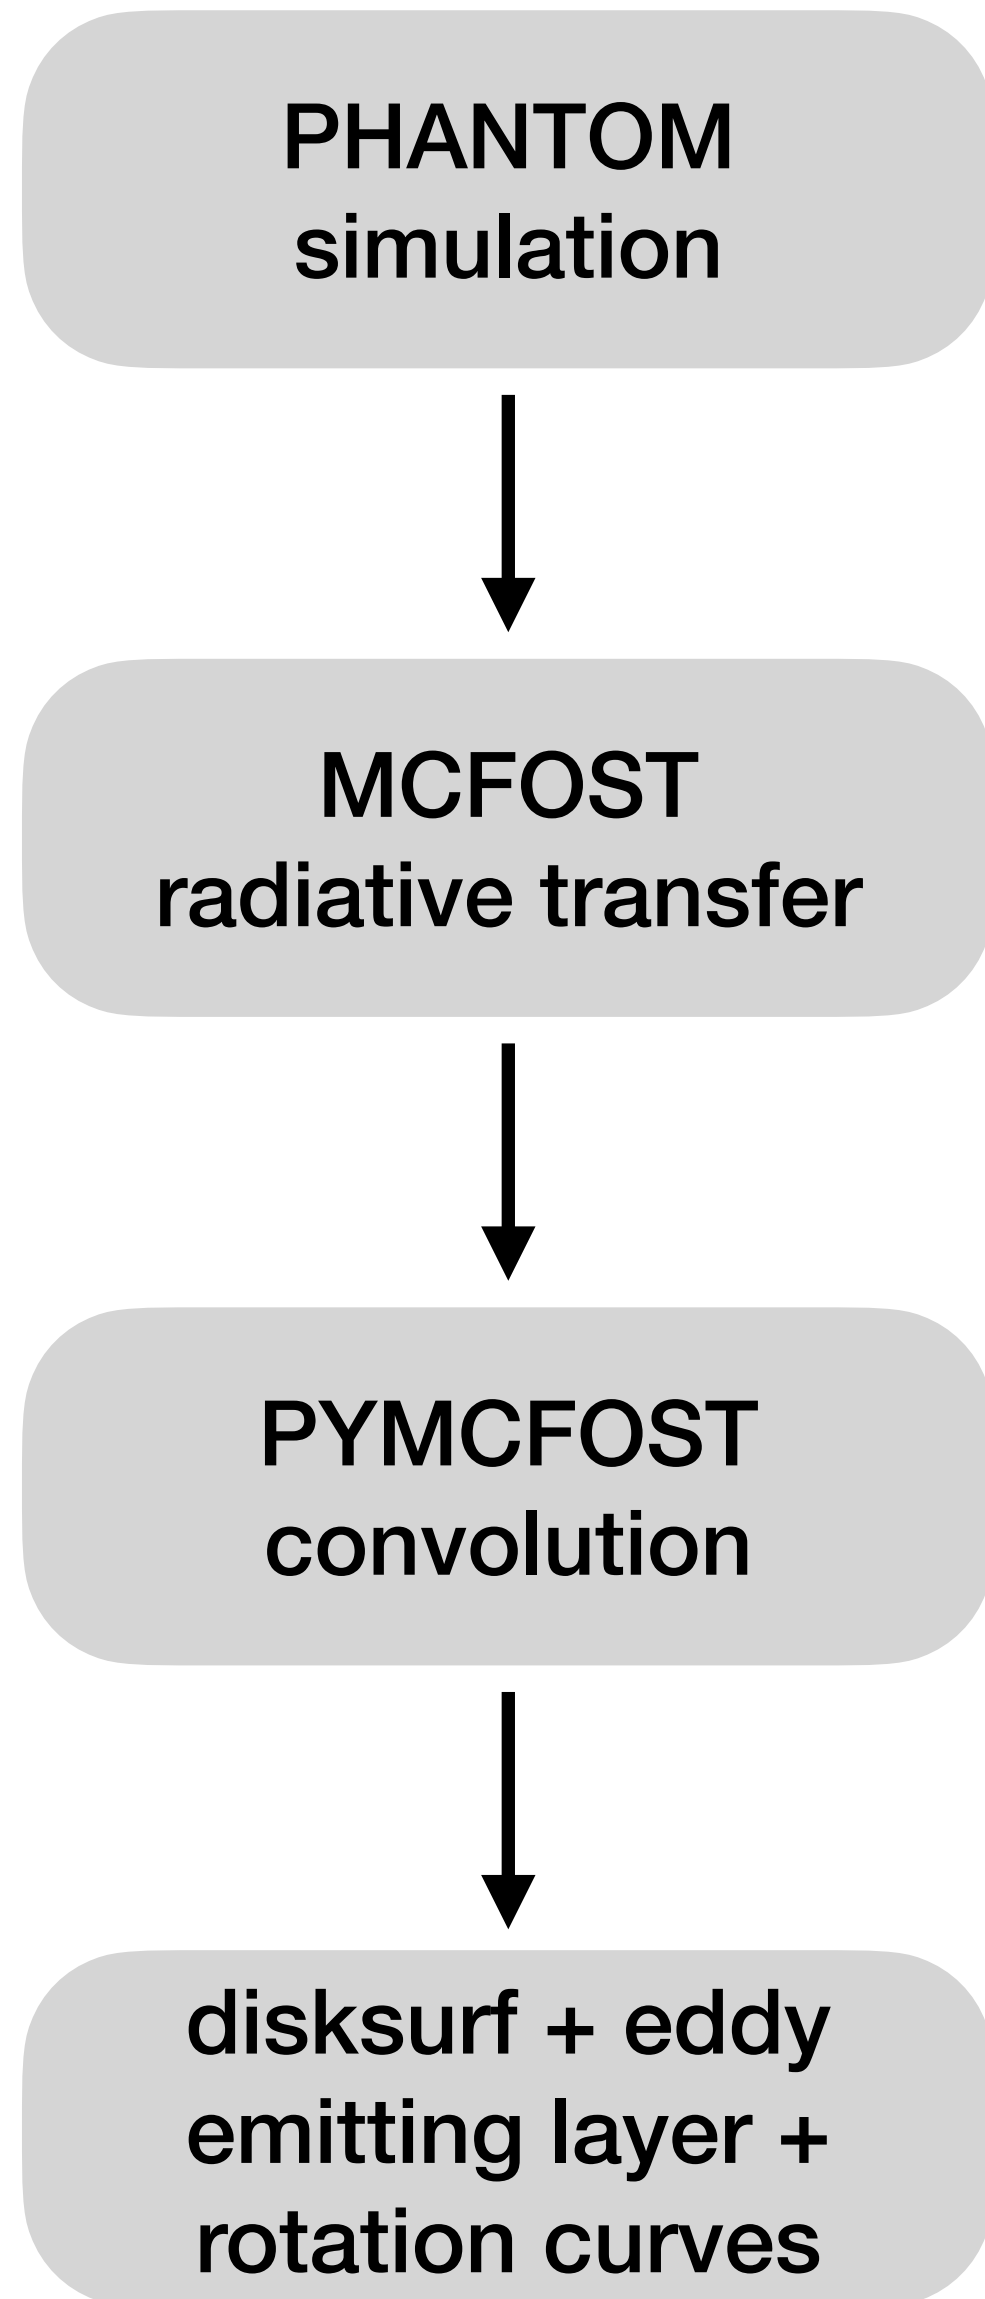 PHANTOM
simulation
MCFOST
radiative transfer
PYMCFOST
convolution
disksurf + eddy
emitting layer +
rotation curves